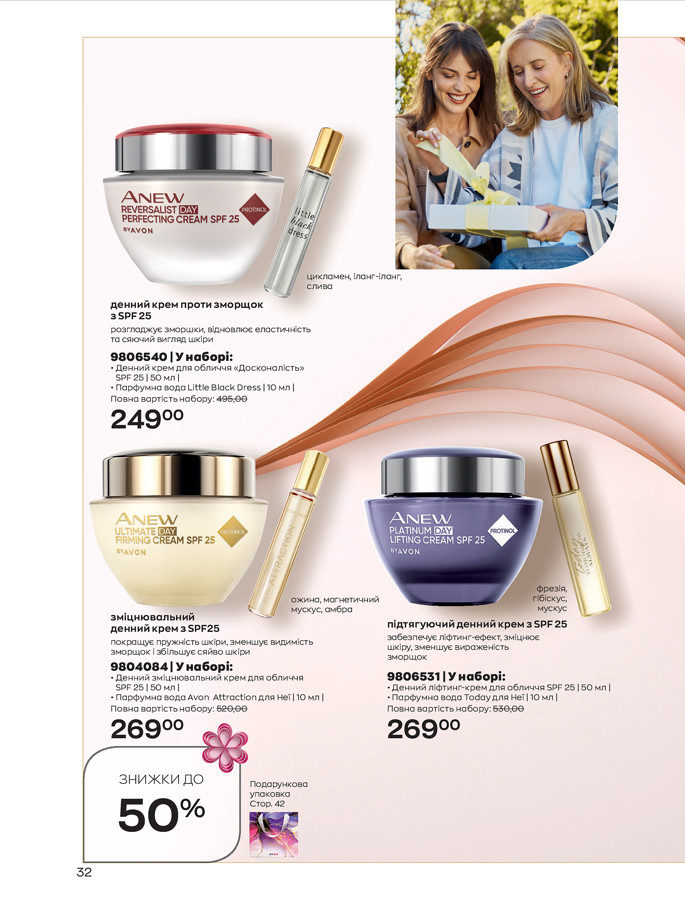 ANEW
REVERSALIST DAY
PERFECTING CREAM SPF 25
BY AVON
PROTINOL
little
black
dress
цикламен, іланг-іланг,
слива
денний крем проти зморщок
з SPF 25
розгладжує зморшки, відновлює еластичність
та сяючий вигляд шкіри
9806540 | У наборі:
• Денний крем для обличчя «Досконалість»
SPF 25 | 50 мл |
• Парфумна вода Little Black Dress | 10 мл |
Повна вартість набору: 495,00
249⁰⁰
ANEW
ULTIMATE DAY
FIRMING CREAM SPF 25
BY AVON
PROTINOL
ATTRACTION
ожина, магнетичний
мускус, амбра
зміцнювальний
денний крем з SPF25
покращує пружність шкіри, зменшує видимість
зморщок і збільшує сяйво шкіри
9804084 | У наборі:
• Денний зміцнювальний крем для обличчя
SPF 25 | 50 мл |
• Парфумна вода Avon Attraction для Неї | 10 мл |
Повна вартість набору: 520,00
269⁰⁰
ANEW
PLATINUM DAY
LIFTING CREAM SPF 25
BY AVON
PROTINOL
фрезія,
гібіскус,
мускус
підтягуючий денний крем з SPF 25
забезпечує ліфтинг-ефект, зміцнює
шкіру, зменшує вираженість
зморщок
9806531 | У наборі:
• Денний ліфтинг-крем для обличчя SPF 25 | 50 мл |
• Парфумна вода Today для Неї | 10 мл |
Повна вартість набору: 530,00
269⁰⁰
ЗНИЖКИ ДО
50%
Подарункова
упаковка
Стор. 42
32